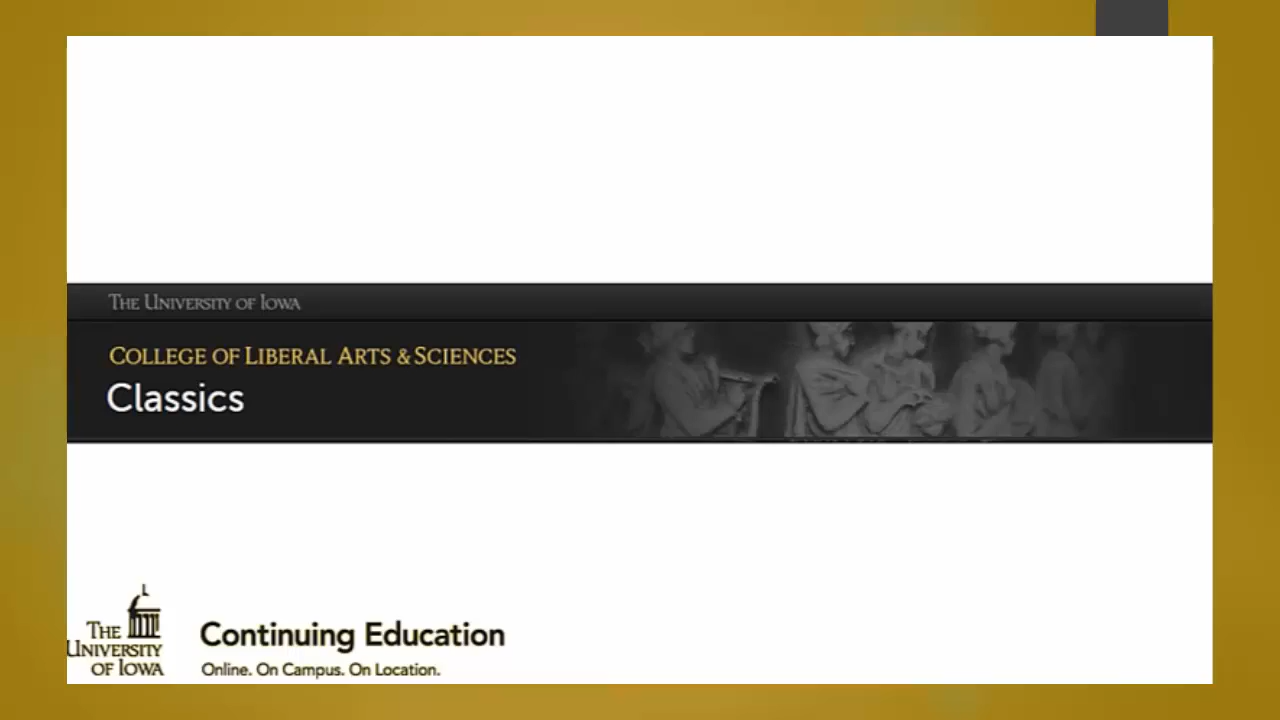 The University of Iowa
College of Liberal Arts & Sciences
Classics
The
University
of Iowa
Continuing Education
Online. On Campus. On Location.